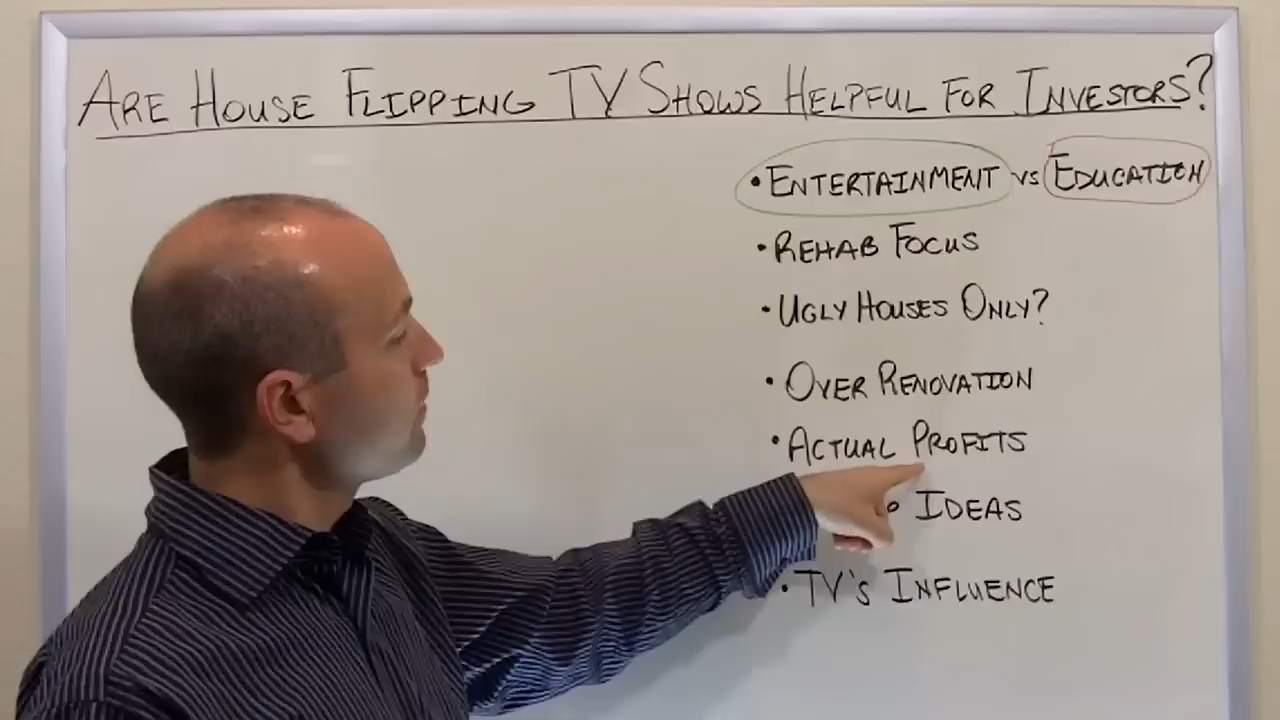 ARE HOUSE FLIPPING TV SHOWS HELPFUL FOR INVESTORS?
• ENTERTAINMENT VS EDUCATION
• REHAB FOCUS
• UGLY HOUSES ONLY?
• OVER RENOVATION
• ACTUAL PROFITS
IDEAS
• TV'S INFLUENCE